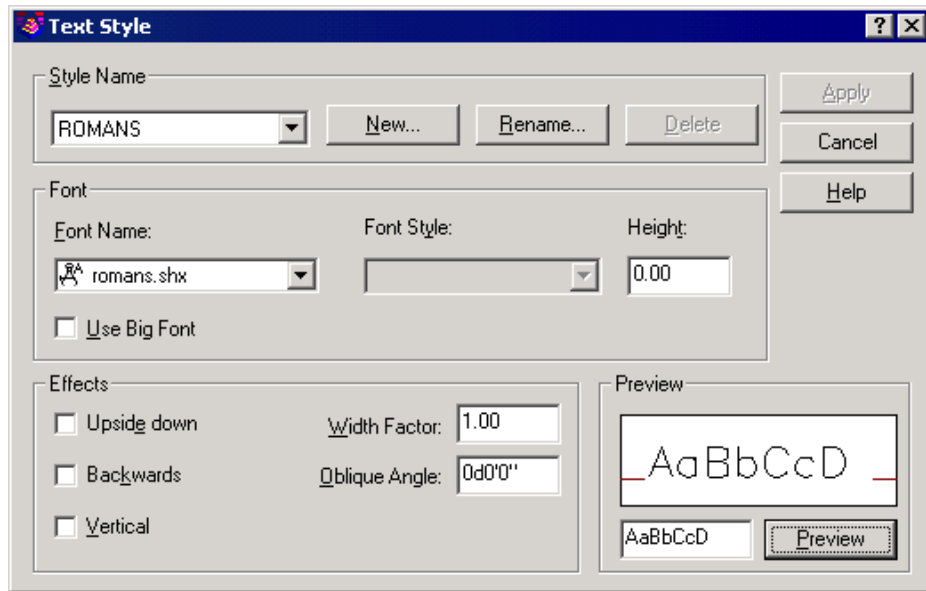 Text Style
Style Name
ROMANS
New...
Rename...
Delete
Apply
Cancel
Help
Font
Font Name:
Font Style:
Height:
romans.shx
0.00
Use Big Font
Effects
Upside down
Width Factor:
1.00
Backwards
Oblique Angle:
0d0'0"
Vertical
Preview
AaBbCcD
AaBbCcD
Preview